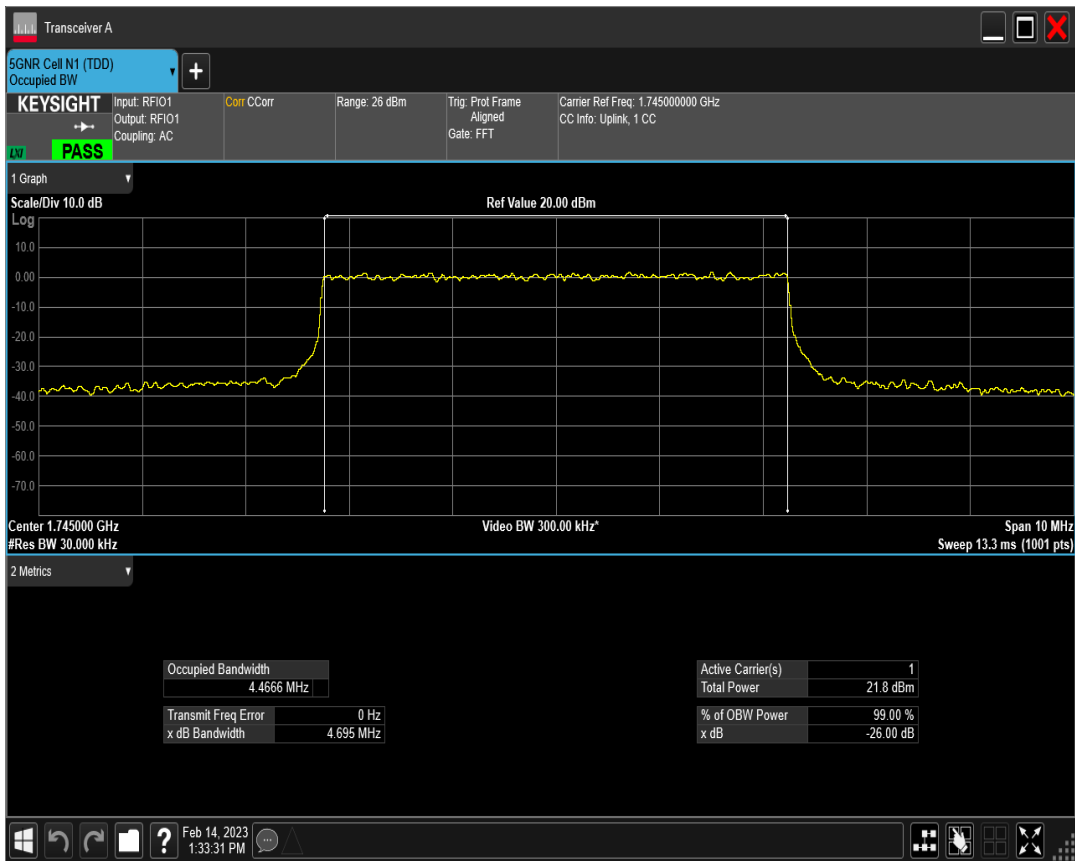 Transceiver A
5GNR Cell N1 (TDD)
Occupied BW
+
KEYSIGHT
LXI
PASS
Input: RFIO1
Output: RFIO1
Coupling: AC
Corr CCorr
Range: 26 dBm
Trig: Prot Frame
Aligned
Gate: FFT
Carrier Ref Freq: 1.745000000 GHz
CC Info: Uplink, 1 CC
1 Graph
Scale/Div 10.0 dB
Ref Value 20.00 dBm
Log
10.0
0.00
-10.0
-20.0
-30.0
-40.0
-50.0
-60.0
-70.0
Center 1.745000 GHz
Video BW 300.00 kHz*
Span 10 MHz
#Res BW 30.000 kHz
Sweep 13.3 ms (1001 pts)
2 Metrics
Occupied Bandwidth
4.4666 MHz
Transmit Freq Error 0 Hz
x dB Bandwidth 4.695 MHz
Active Carrier(s) 1
Total Power 21.8 dBm
% of OBW Power 99.00 %
x dB -26.00 dB
?
Feb 14, 2023
1:33:31 PM